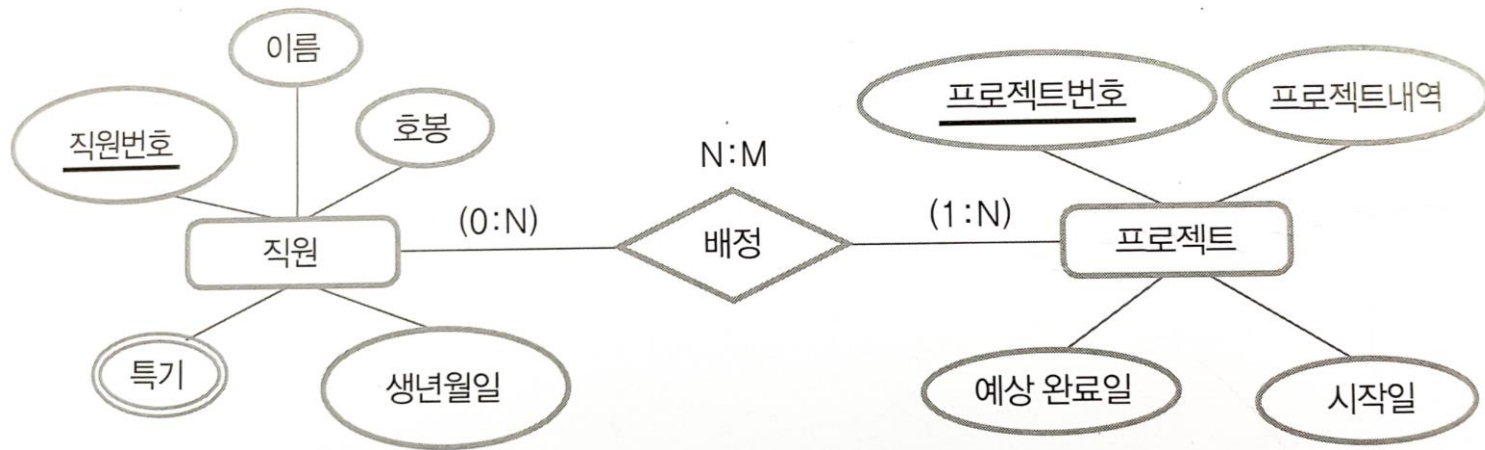 이름
프로젝트번호
프로젝트내역
직원번호
호봉
N:M
(0:N)
(1:N)
직원
배정
프로젝트
특기
생년월일
예상 완료일
시작일